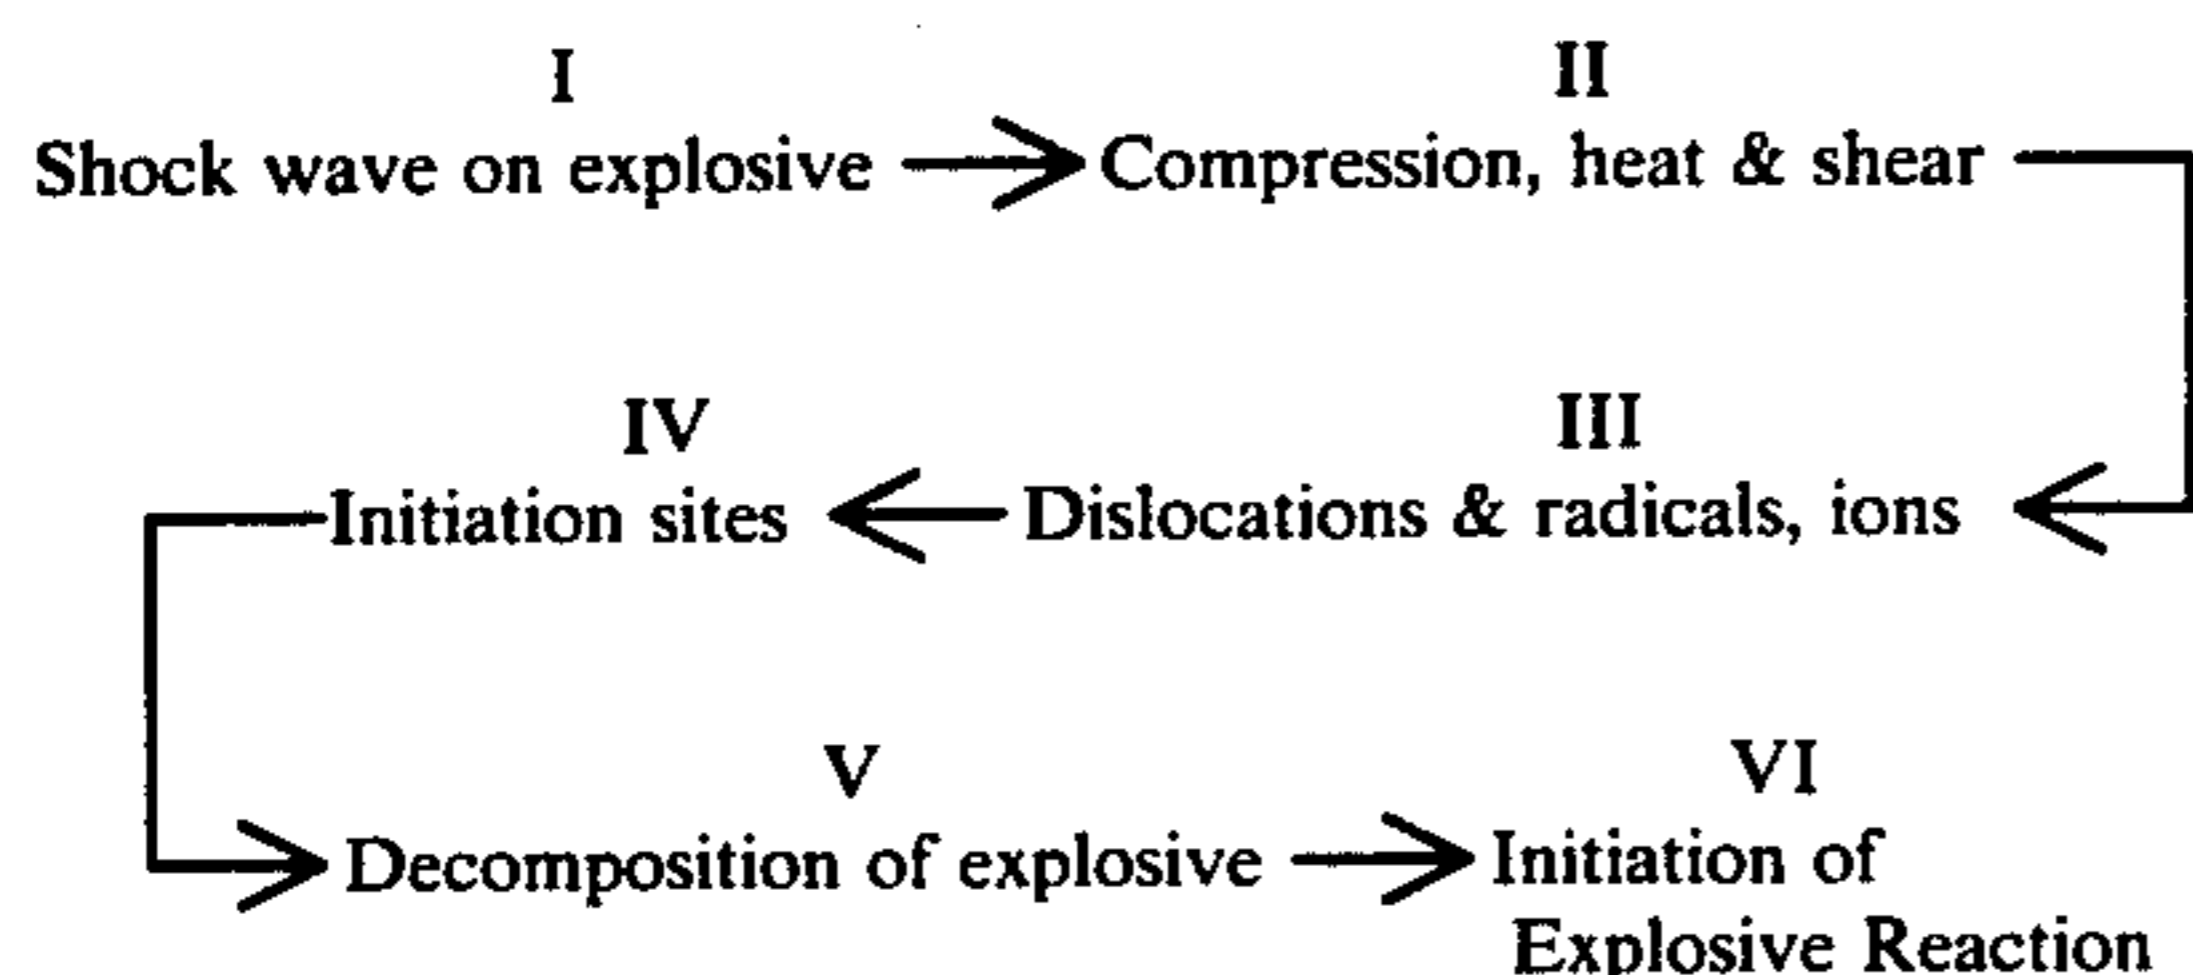 I
II
Shock wave on explosive
Compression, heat & shear
IV
III
Initiation sites
Dislocations & radicals, ions
V
VI
Decomposition of explosive
Initiation of
Explosive Reaction